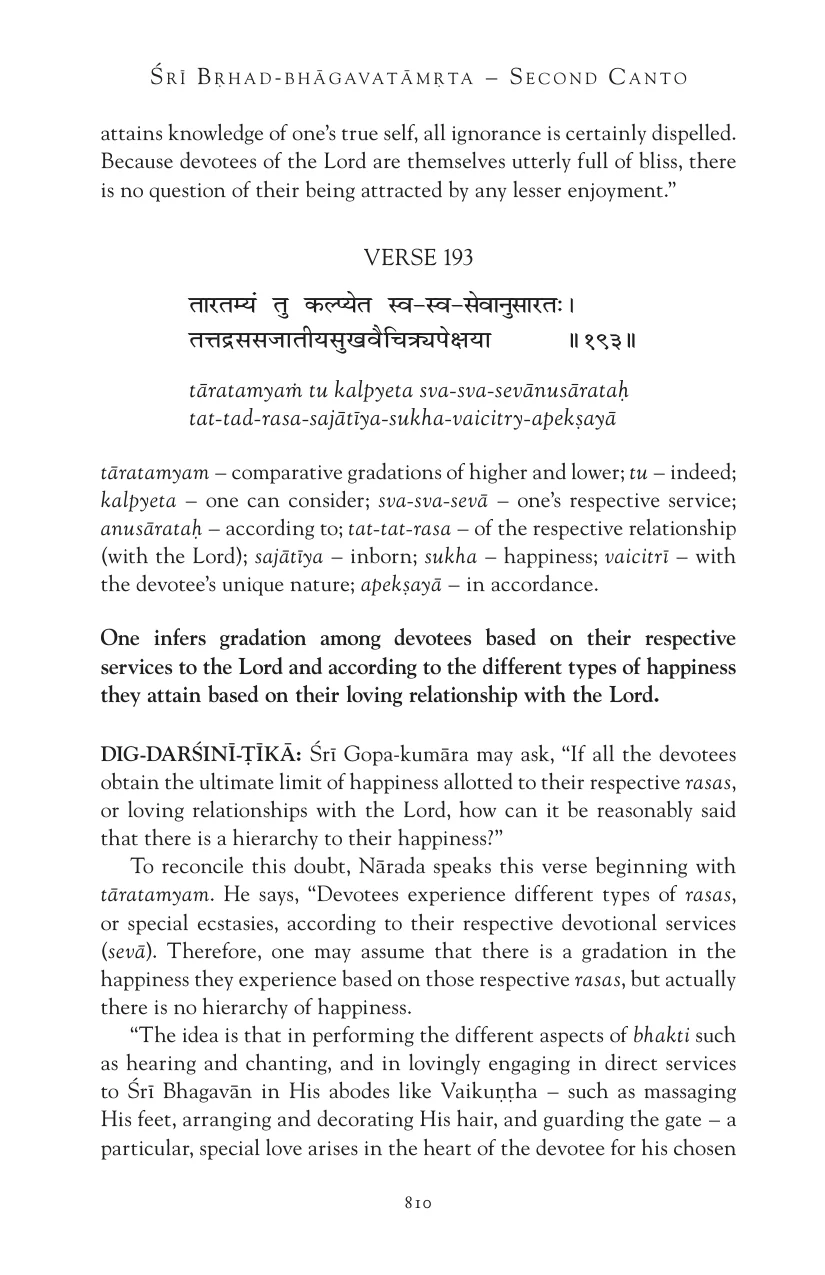 Śrī Bṛhad-bhāgavatāmṛta – Second Canto
attains knowledge of one’s true self, all ignorance is certainly dispelled.
Because devotees of the Lord are themselves utterly full of bliss, there
is no question of their being attracted by any lesser enjoyment.”
VERSE 193
तारतम्यं तु कल्प्येत स्व–स्व–सेवानुसारतः ।
तत्तद्रससजातीयसुखवैचित्र्यपेक्षया ॥ १९३ ॥
tāratamyaṁ tu kalpyeta sva-sva-sevānusārataḥ
tat-tad-rasa-sajātīya-sukha-vaicitry-apekṣayā
tāratamyam – comparative gradations of higher and lower; tu – indeed;
kalpyeta – one can consider; sva-sva-sevā – one’s respective service;
anusārataḥ – according to; tat-tat-rasa – of the respective relationship
(with the Lord); sajātīya – inborn; sukha – happiness; vaicitrī – with
the devotee’s unique nature; apekṣayā – in accordance.
One infers gradation among devotees based on their respective
services to the Lord and according to the different types of happiness
they attain based on their loving relationship with the Lord.
DIG-DARŚINĪ-ṬĪKĀ: Śrī Gopa-kumāra may ask, “If all the devotees
obtain the ultimate limit of happiness allotted to their respective rasas,
or loving relationships with the Lord, how can it be reasonably said
that there is a hierarchy to their happiness?”
To reconcile this doubt, Nārada speaks this verse beginning with
tāratamyam. He says, “Devotees experience different types of rasas,
or special ecstasies, according to their respective devotional services
(sevā). Therefore, one may assume that there is a gradation in the
happiness they experience based on those respective rasas, but actually
there is no hierarchy of happiness.
“The idea is that in performing the different aspects of bhakti such
as hearing and chanting, and in lovingly engaging in direct services
to Śrī Bhagavān in His abodes like Vaikuṇṭha – such as massaging
His feet, arranging and decorating His hair, and guarding the gate – a
particular, special love arises in the heart of the devotee for his chosen
810